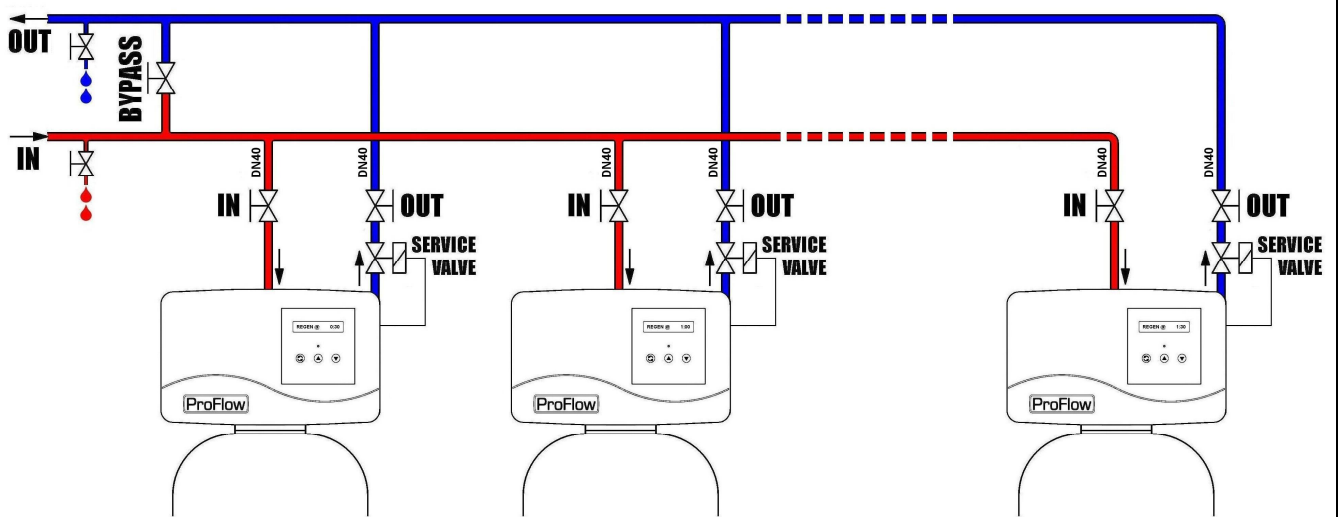 OUT
BYPASS
IN
DN40
DN40
DN40
DN40
DN40
DN40
IN
OUT
IN
OUT
IN
OUT
SERVICE
VALVE
SERVICE
VALVE
SERVICE
VALVE
REGEN @ 0:30
REGEN @ 1:00
REGEN @ 1:30
ProFlow
ProFlow
ProFlow